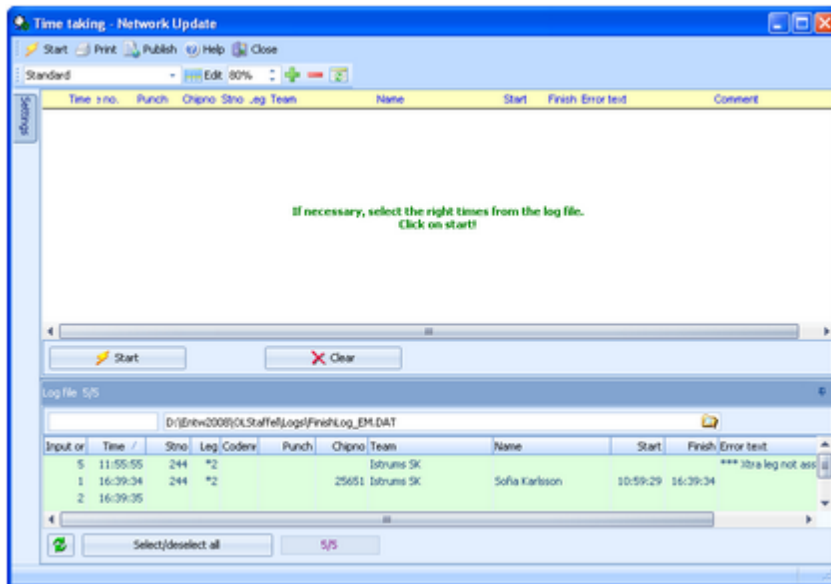 Time taking - Network Update
Start Print Publish Help Close
Standard Edit 80%
Settings
Time no. Punch Chipno Stno Leg Team Name Start Finish Error text Comment
If necessary, select the right times from the log file.
Click on start!
Start Clear
Log file 5/5
D:\Entw2008\OLStaffel\Logs\FinishLog_EM.DAT
Input or Time / Stno Leg Codenr Punch Chipno Team Name Start Finish Error text
5 11:55:55 244 *2 Istrums SK *** Xtra leg not ass
1 16:39:34 244 *2 25651 Istrums SK Sofia Karlsson 10:59:29 16:39:34
2 16:39:35
Select/deselect all 5/5